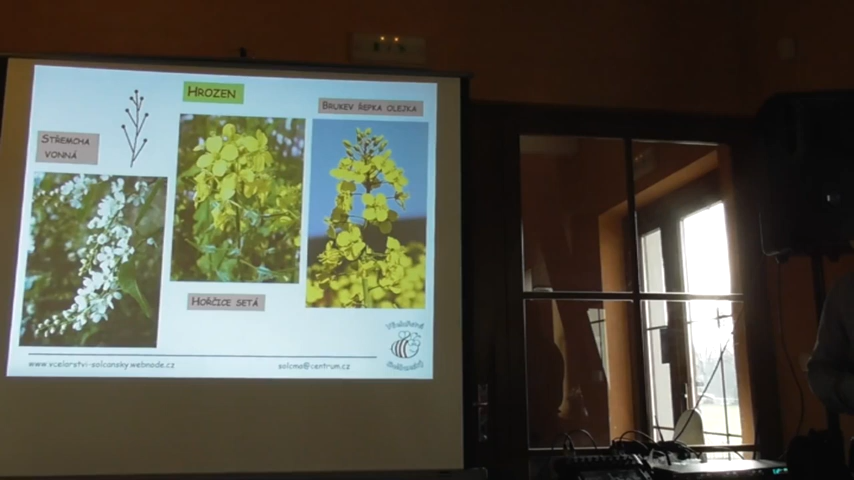 HROZEN
BRUKEV ŘEPKA OLEJKA
STŘEMCHA
VONNÁ
HOŘČICE SETÁ
www.vcelarstvi-solcansky.webnode.cz
solcma@centrum.cz